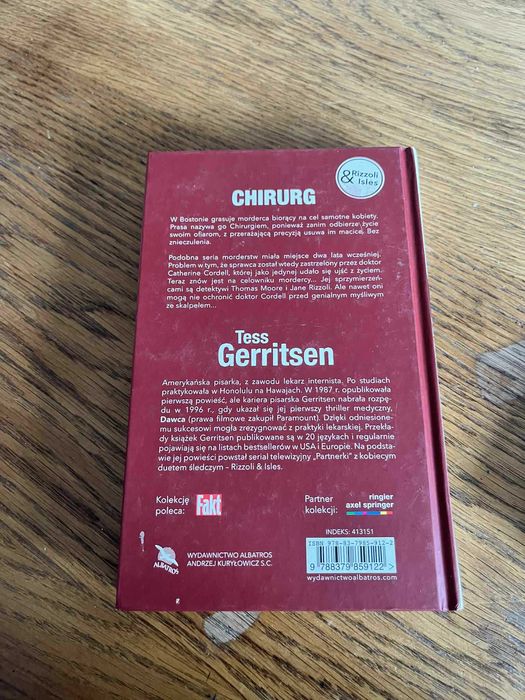 Rizzoli
& Isles
CHIRURG
W Bostonie grasuje morderca biorący na cel samotne kobiety.
Prasa nazywa go Chirurgiem, ponieważ zanim odbierze życie
swoim ofiarom, z przerażającą precyzją usuwa im macicę. Bez
znieczulenia.
Podobna seria morderstw miała miejsce dwa lata wcześniej.
Problem w tym, że sprawca został wtedy zastrzelony przez doktor
Catherine Cordell, której jako jedynej udało się ujść z życiem.
Teraz znów jest na celowniku mordercy... Jej sprzymierzeń-
cami są detektywi Thomas Moore i Jane Rizzoli. Ale nawet oni
mogą nie ochronić doktor Cordell przed genialnym myśliwym
ze skalpelem...
Tess
Gerritsen
Amerykańska pisarka, z zawodu lekarz internista. Po studiach
praktykowała w Honolulu na Hawajach. W 1987 r. opublikowała
pierwszą powieść, ale kariera pisarska Gerritsen nabrała rozpę-
du w 1996 r., gdy ukazał się jej pierwszy thriller medyczny,
Dawca (prawa filmowe zakupił Paramount). Dzięki odniesione-
mu sukcesowi mogła zrezygnować z praktyki lekarskiej. Przekła-
dy książek Gerritsen publikowane są w 20 językach i regularnie
pojawiają się na listach bestsellerów w USA i Europie. Na podsta-
wie jej powieści powstał serial telewizyjny „Partnerki" z kobiecym
duetem śledczym – Rizzoli & Isles.
Kolekcję
poleca:
Fakt
Partner
kolekcji:
ringier
axel springer
INDEKS: 413151
ISBN 978-83-7985-912-2
9 788379 859122 >
ALBATROS
WYDAWNICTWO ALBATROS
ANDRZEJ KURYŁOWICZ S.C.
wydawnictwoalbatros.com